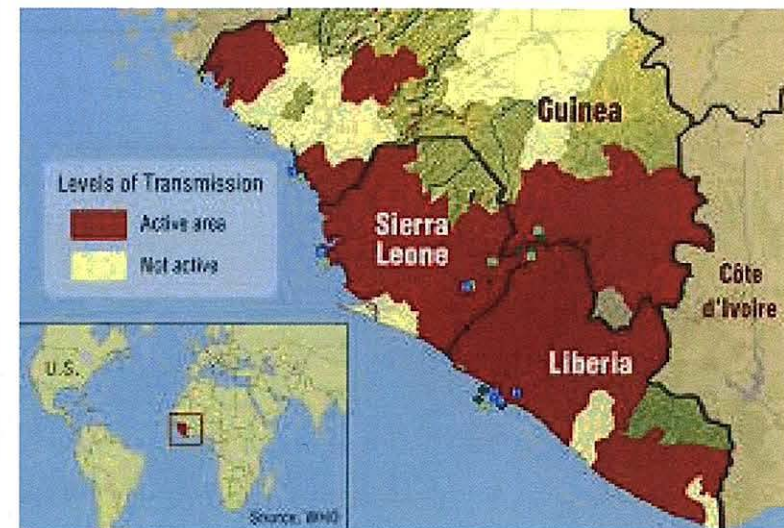 Guinea
Levels of Transmission
Active area
Not active
Sierra
Leone
Côte
d'Ivoire
Liberia
U.S.
Source, WHO